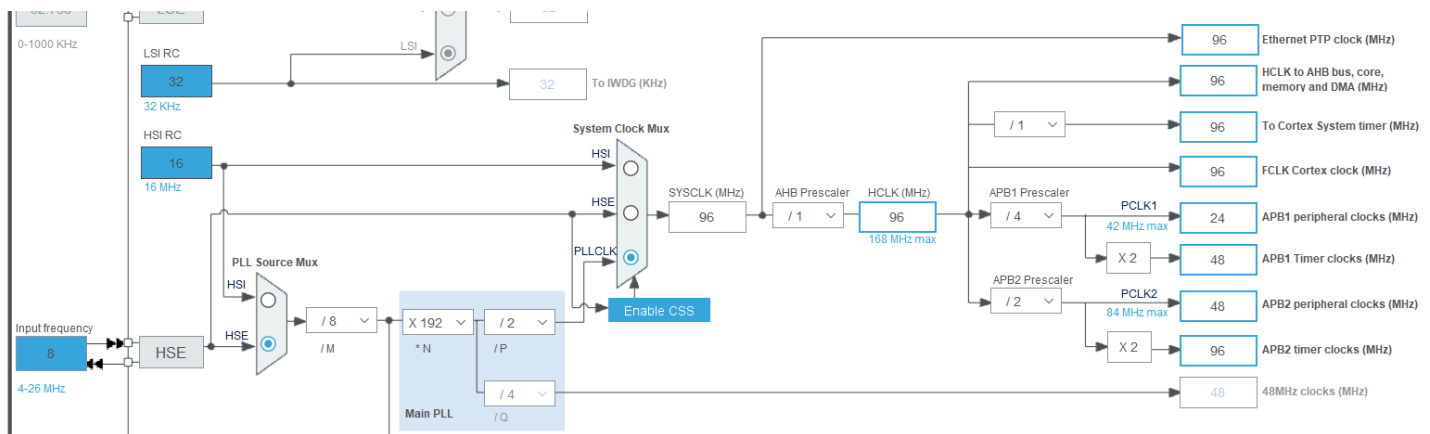 0-1000 KHz
LSI RC
32
32 KHz
LSI
32
To IWDG (KHz)
HSI RC
16
16 MHz
System Clock Mux
HSI
HSE
PLLCLK
Enable CSS
SYSCLK (MHz)
96
AHB Prescaler
/ 1
HCLK (MHz)
96
168 MHz max
PLL Source Mux
HSI
HSE
Input frequency
8
4-26 MHz
HSE
/ 8
/ M
X 192
* N
/ 2
/ P
/ 4
/ Q
Main PLL
96
Ethernet PTP clock (MHz)
96
HCLK to AHB bus, core,
memory and DMA (MHz)
/ 1
96
To Cortex System timer (MHz)
96
FCLK Cortex clock (MHz)
APB1 Prescaler
/ 4
PCLK1
42 MHz max
24
APB1 peripheral clocks (MHz)
X 2
48
APB1 Timer clocks (MHz)
APB2 Prescaler
/ 2
PCLK2
84 MHz max
48
APB2 peripheral clocks (MHz)
X 2
96
APB2 timer clocks (MHz)
48
48MHz clocks (MHz)